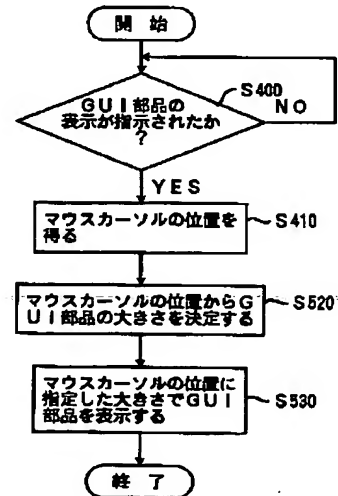 開 始
GUI部品の
表示が指示されたか
?
S400
NO
YES
マウスカーソルの位置を
得る
S410
マウスカーソルの位置からG
UI部品の大きさを決定する
S520
マウスカーソルの位置に
指定した大きさでGUI
部品を表示する
S530
終 了